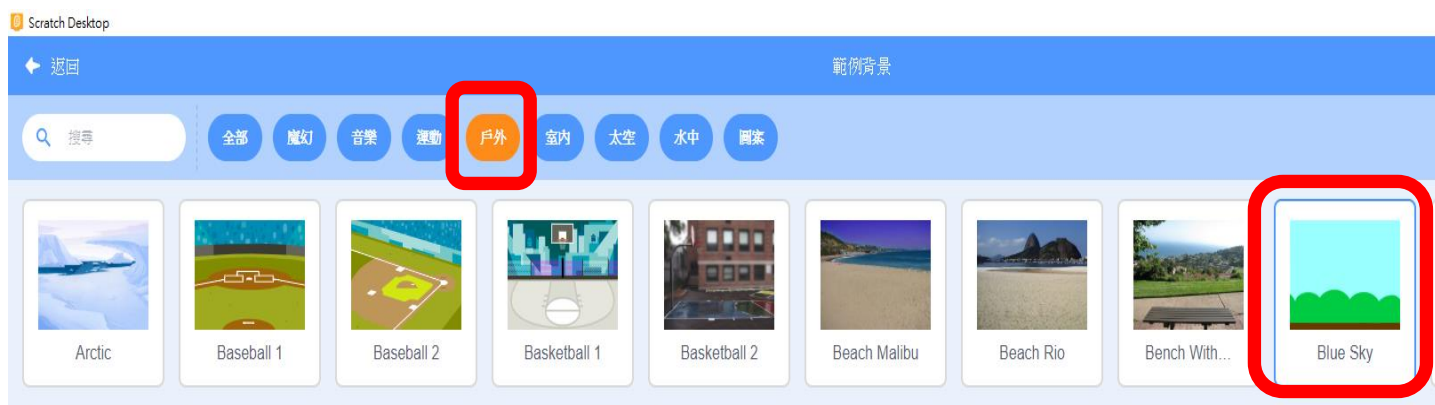 Scratch Desktop
返回
範例背景
搜尋
全部 魔幻 音樂 運動 戶外 室內 太空 水中 圖案
Arctic Baseball 1 Baseball 2 Basketball 1 Basketball 2 Beach Malibu Beach Rio Bench With... Blue Sky